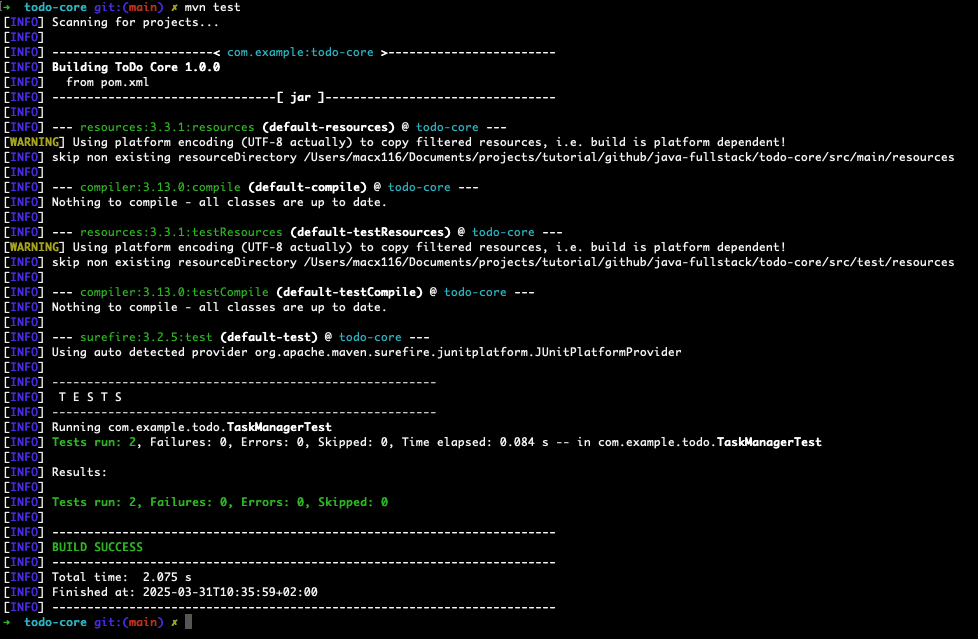 → todo-core git:(main) ✗ mvn test
[INFO] Scanning for projects...
[INFO]
[INFO] -----------------------< com.example:todo-core >------------------------
[INFO] Building ToDo Core 1.0.0
[INFO]   from pom.xml
[INFO] --------------------------------[ jar ]---------------------------------
[INFO]
[INFO] --- resources:3.3.1:resources (default-resources) @ todo-core ---
[WARNING] Using platform encoding (UTF-8 actually) to copy filtered resources, i.e. build is platform dependent!
[INFO] skip non existing resourceDirectory /Users/macx116/Documents/projects/tutorial/github/java-fullstack/todo-core/src/main/resources
[INFO]
[INFO] --- compiler:3.13.0:compile (default-compile) @ todo-core ---
[INFO] Nothing to compile - all classes are up to date.
[INFO]
[INFO] --- resources:3.3.1:testResources (default-testResources) @ todo-core ---
[WARNING] Using platform encoding (UTF-8 actually) to copy filtered resources, i.e. build is platform dependent!
[INFO] skip non existing resourceDirectory /Users/macx116/Documents/projects/tutorial/github/java-fullstack/todo-core/src/test/resources
[INFO]
[INFO] --- compiler:3.13.0:testCompile (default-testCompile) @ todo-core ---
[INFO] Nothing to compile - all classes are up to date.
[INFO]
[INFO] --- surefire:3.2.5:test (default-test) @ todo-core ---
[INFO] Using auto detected provider org.apache.maven.surefire.junitplatform.JUnitPlatformProvider
[INFO]
[INFO] -------------------------------------------------------
[INFO]  T E S T S
[INFO] -------------------------------------------------------
[INFO] Running com.example.todo.TaskManagerTest
[INFO] Tests run: 2, Failures: 0, Errors: 0, Skipped: 0, Time elapsed: 0.084 s -- in com.example.todo.TaskManagerTest
[INFO]
[INFO] Results:
[INFO]
[INFO] Tests run: 2, Failures: 0, Errors: 0, Skipped: 0
[INFO]
[INFO] ------------------------------------------------------------------------
[INFO] BUILD SUCCESS
[INFO] ------------------------------------------------------------------------
[INFO] Total time:  2.075 s
[INFO] Finished at: 2025-03-31T10:35:59+02:00
[INFO] ------------------------------------------------------------------------
→ todo-core git:(main) ✗